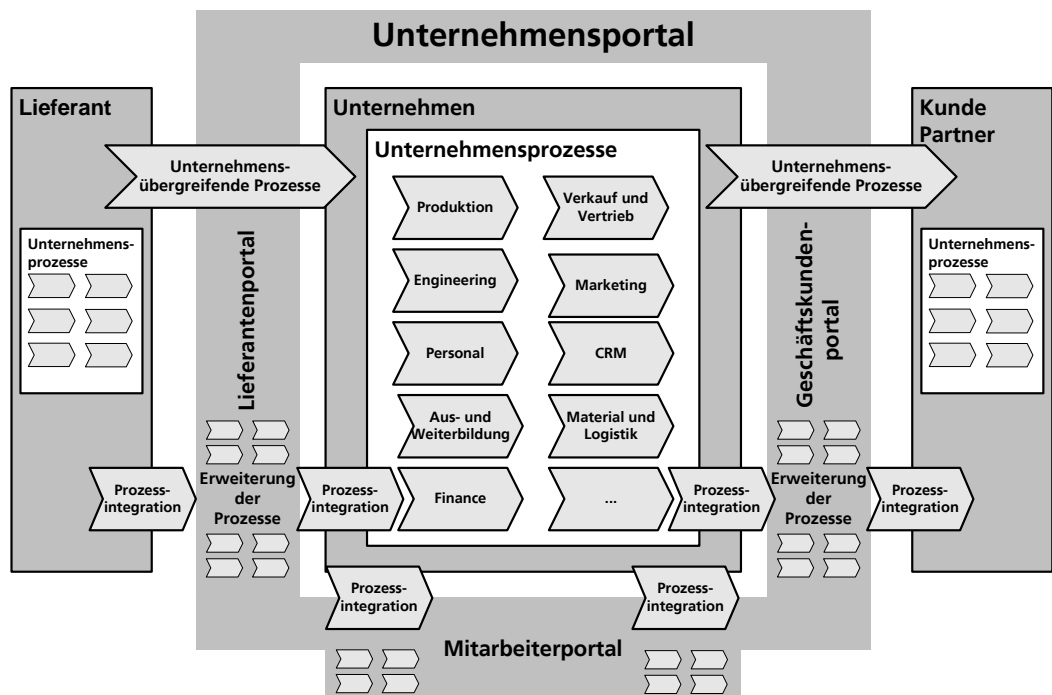 Unternehmensportal
Lieferant
Unternehmen
Kunde
Partner
Unternehmensprozesse
Unternehmens-
übergreifende Prozesse
Unternehmens-
übergreifende Prozesse
Produktion
Verkauf und
Vertrieb
Unternehmens-
prozesse
Unternehmens-
prozesse
Lieferantenportal
Geschäftskunden-
portal
Engineering
Marketing
Personal
CRM
Aus- und
Weiterbildung
Material und
Logistik
Prozess-
integration
Erweiterung
der
Prozesse
Prozess-
integration
Finance
...
Prozess-
integration
Erweiterung
der
Prozesse
Prozess-
integration
Prozess-
integration
Prozess-
integration
Mitarbeiterportal